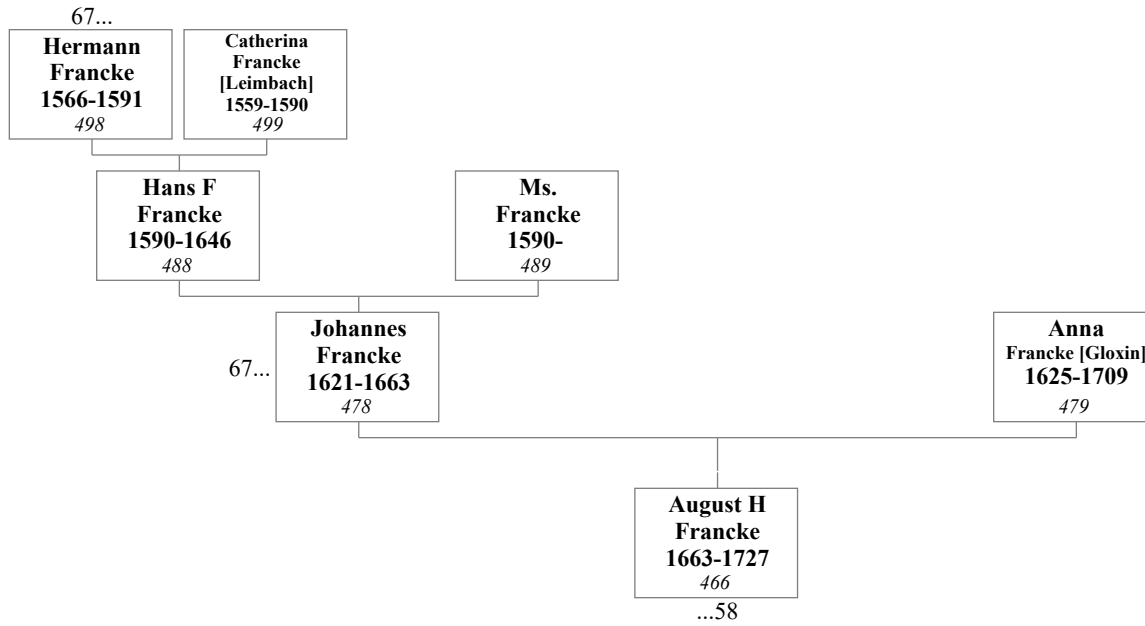 67...
Hermann
Francke
1566-1591
498
Catherina
Francke
[Leimbach]
1559-1590
499
Hans F
Francke
1590-1646
488
Ms.
Francke
1590-
489
67...
Johannes
Francke
1621-1663
478
Anna
Francke [Gloxin]
1625-1709
479
August H
Francke
1663-1727
466
...58